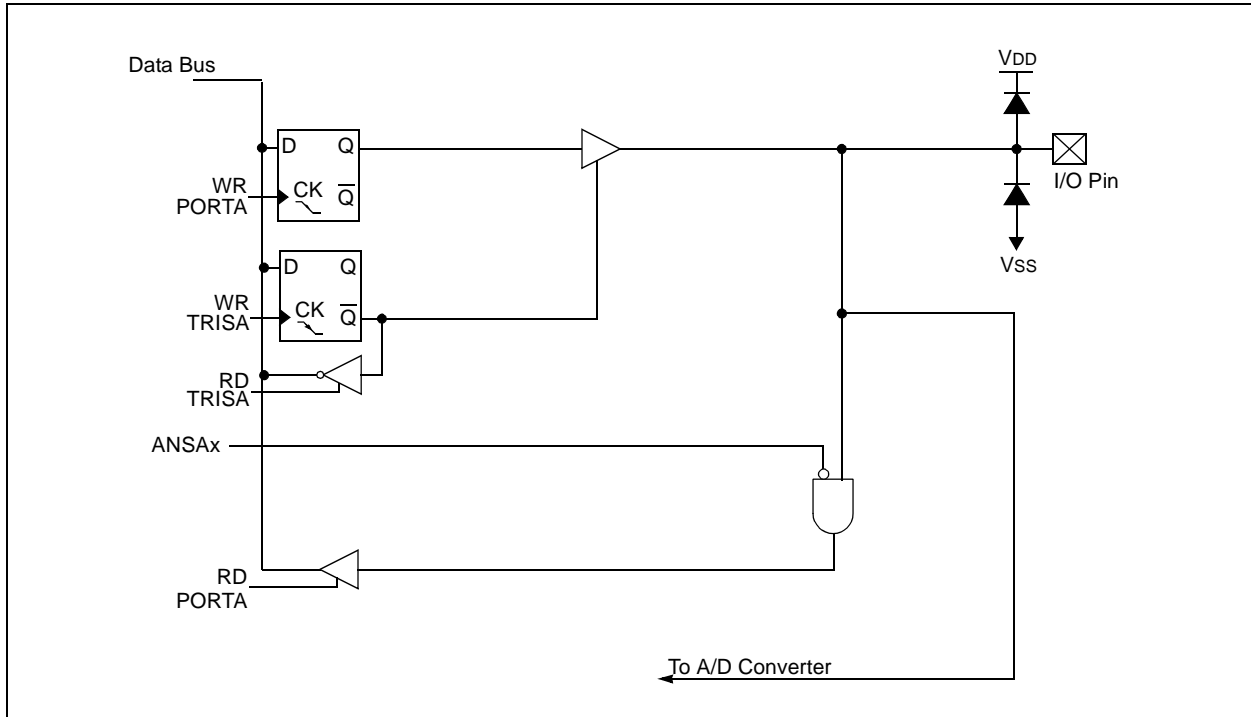 Data Bus
VDD
D Q
WR
PORTA
CK Q̅
I/O Pin
D Q
VSS
WR
TRISA
CK Q̅
RD
TRISA
ANSAx
RD
PORTA
To A/D Converter